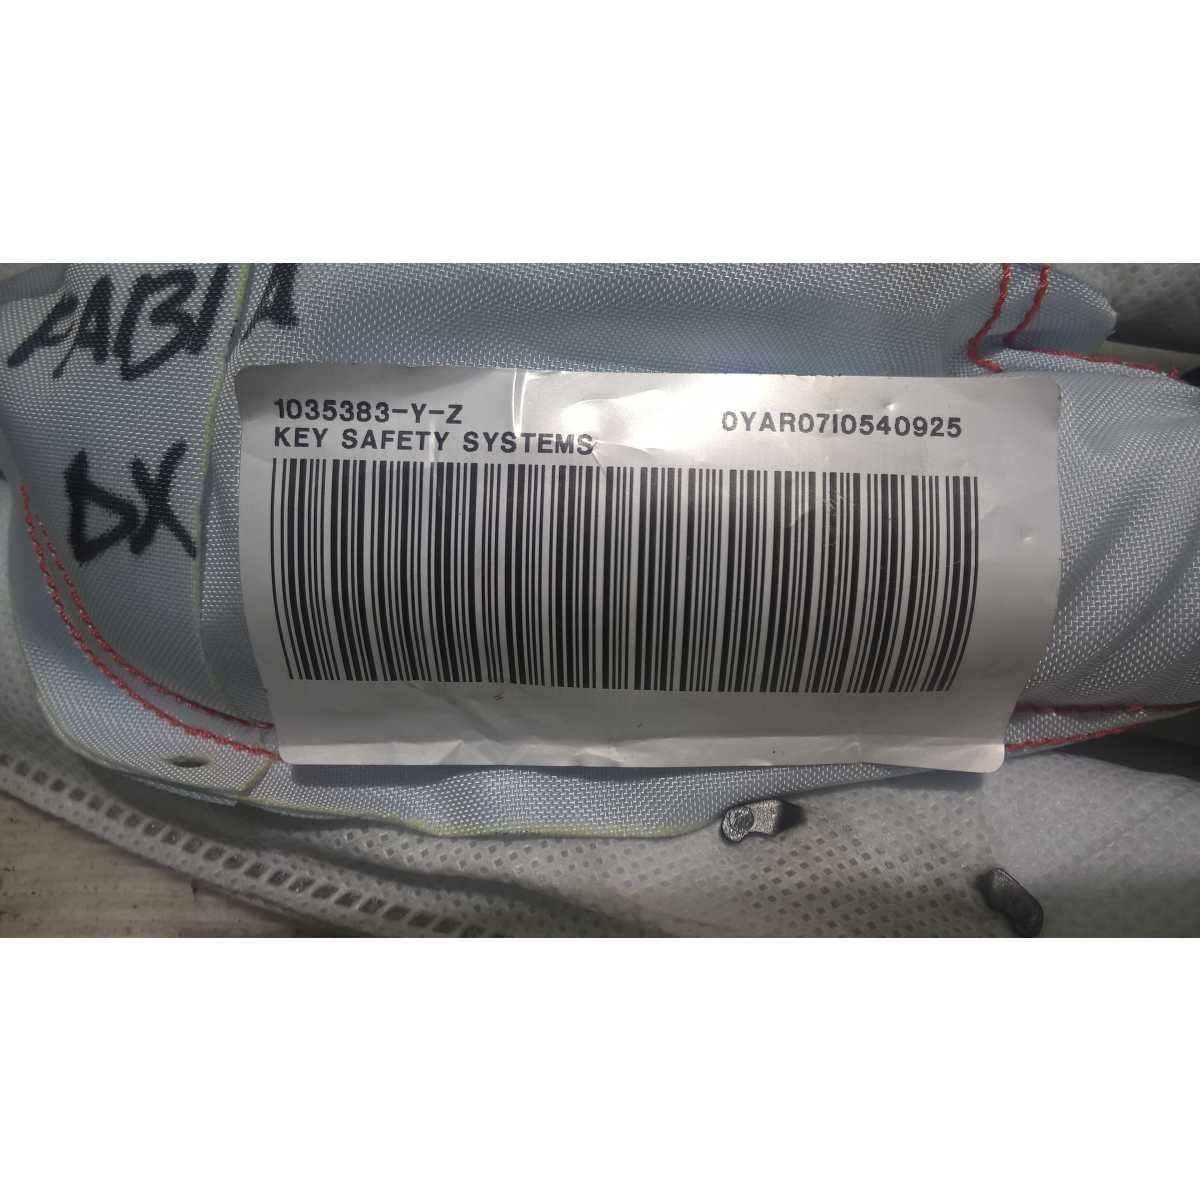 FABIA
DX
1035383-Y-Z
0YAR07I0540925
KEY SAFETY SYSTEMS